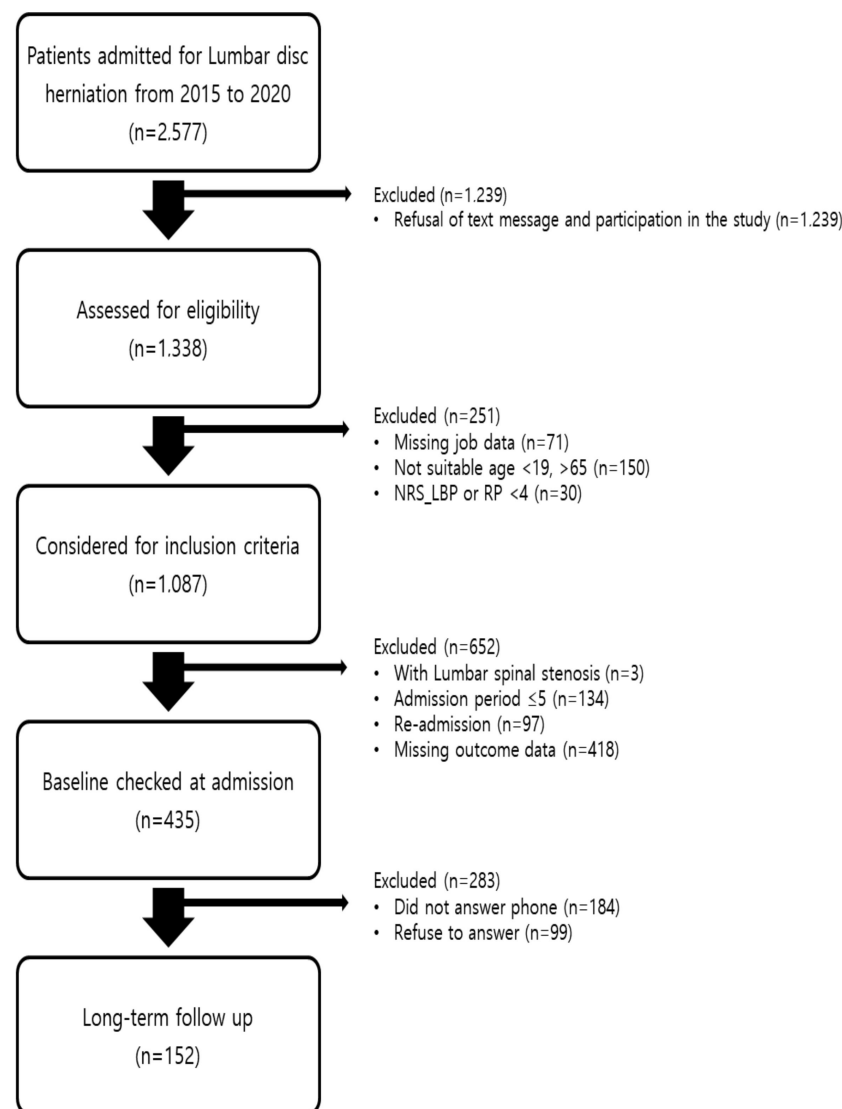 Patients admitted for Lumbar disc
herniation from 2015 to 2020
(n=2.577)
Excluded (n=1.239)
• Refusal of text message and participation in the study (n=1.239)
Assessed for eligibility
(n=1.338)
Excluded (n=251)
• Missing job data (n=71)
• Not suitable age <19, >65 (n=150)
• NRS_LBP or RP <4 (n=30)
Considered for inclusion criteria
(n=1.087)
Excluded (n=652)
• With Lumbar spinal stenosis (n=3)
• Admission period ≤5 (n=134)
• Re-admission (n=97)
• Missing outcome data (n=418)
Baseline checked at admission
(n=435)
Excluded (n=283)
• Did not answer phone (n=184)
• Refuse to answer (n=99)
Long-term follow up
(n=152)